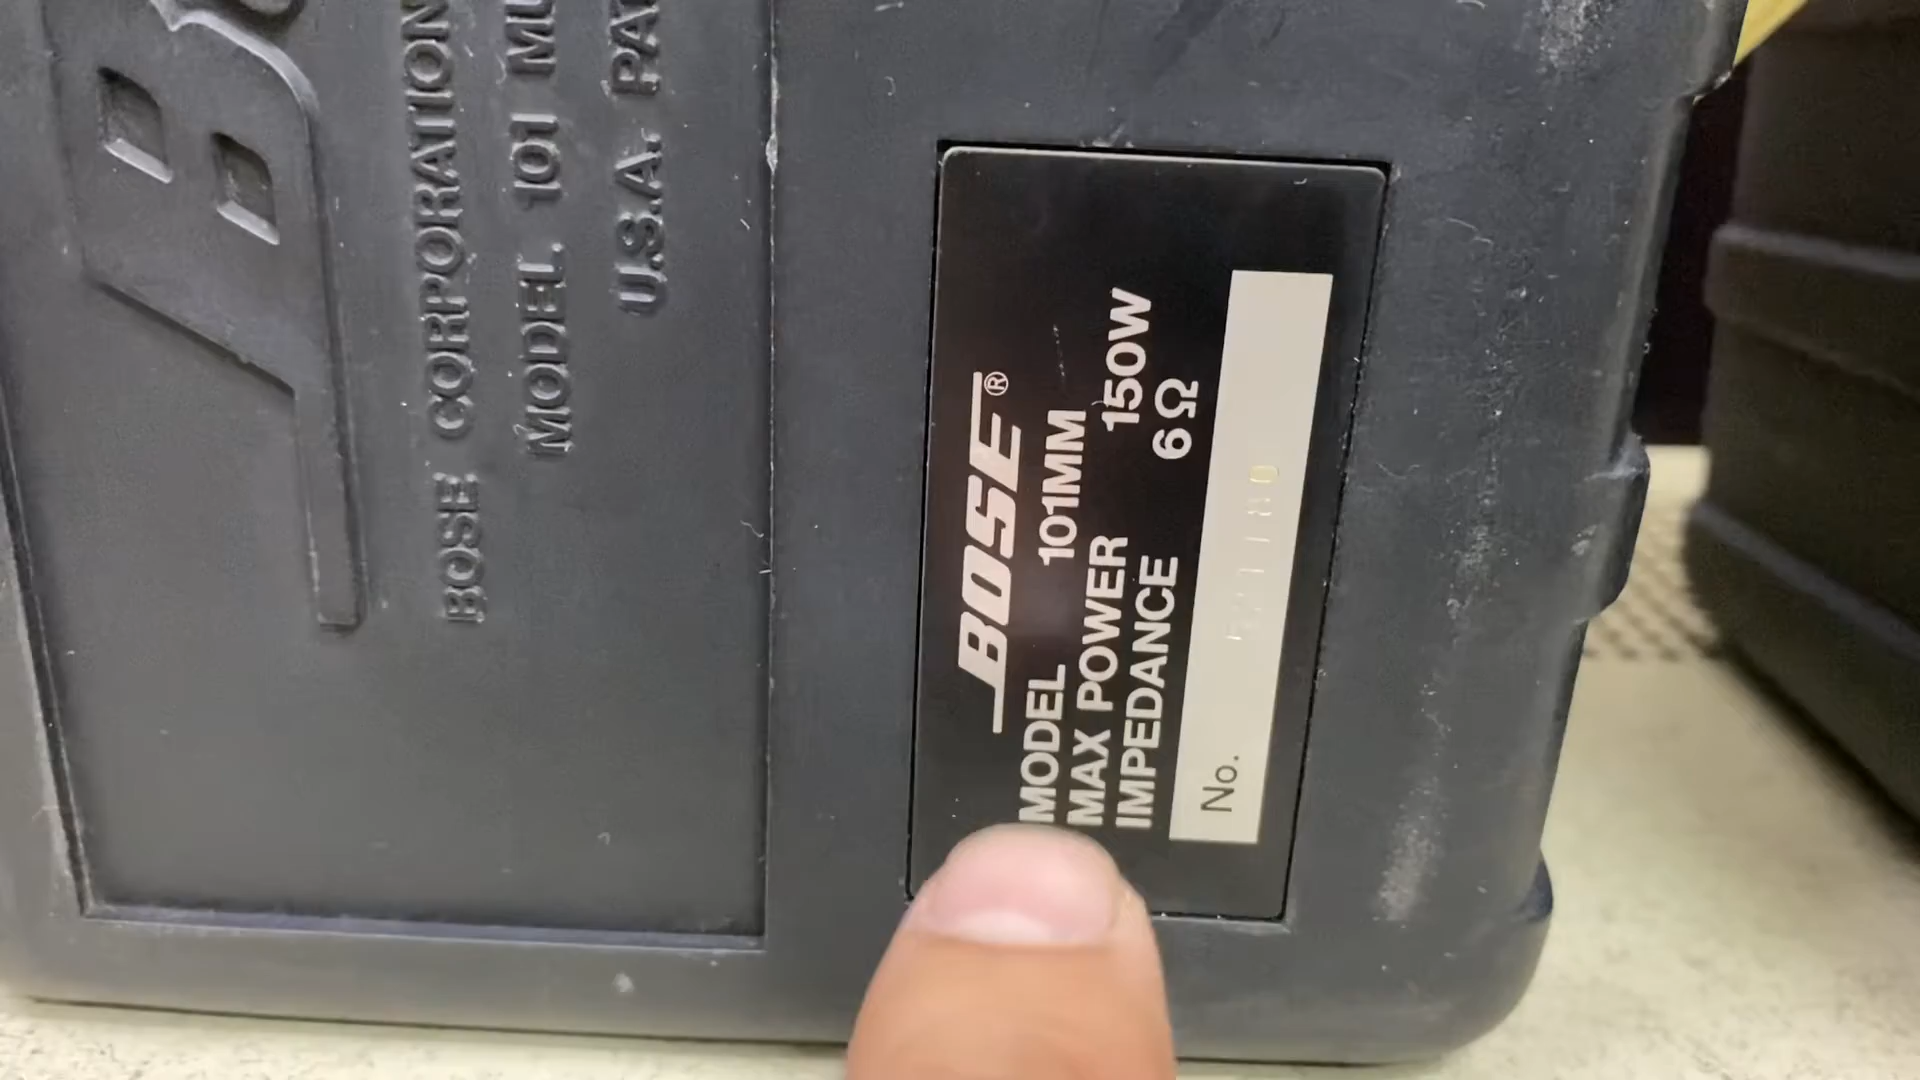 BOSE CORPORATION
MODEL 101
U.S.A.
BOSE®
MODEL 101MM
MAX POWER 150W
IMPEDANCE 6Ω
No.